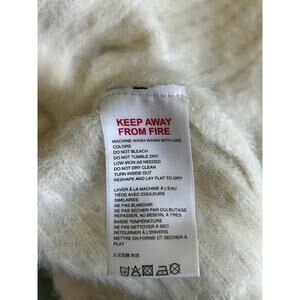 KEEP AWAY
FROM FIRE
MACHINE WASH WARM WITH LIKE
COLORS
DO NOT BLEACH
DO NOT TUMBLE DRY
LOW IRON AS NEEDED
DO NOT DRY CLEAN
TURN INSIDE OUT
RESHAPE AND LAY FLAT TO DRY
LAVER À LA MACHINE À L'EAU
TIÈDE AVEC COULEURS
SIMILAIRES
NE PAS BLANCHIR
NE PAS SÉCHER PAR CULBUTAGE
REPASSER, AU BESOIN, À TRÈS
BASSE TEMPÉRATURE
NE PAS NETTOYER À SEC
RETOURNER À L'ENVERS
METTRE EN FORME ET SÉCHER À
PLAT